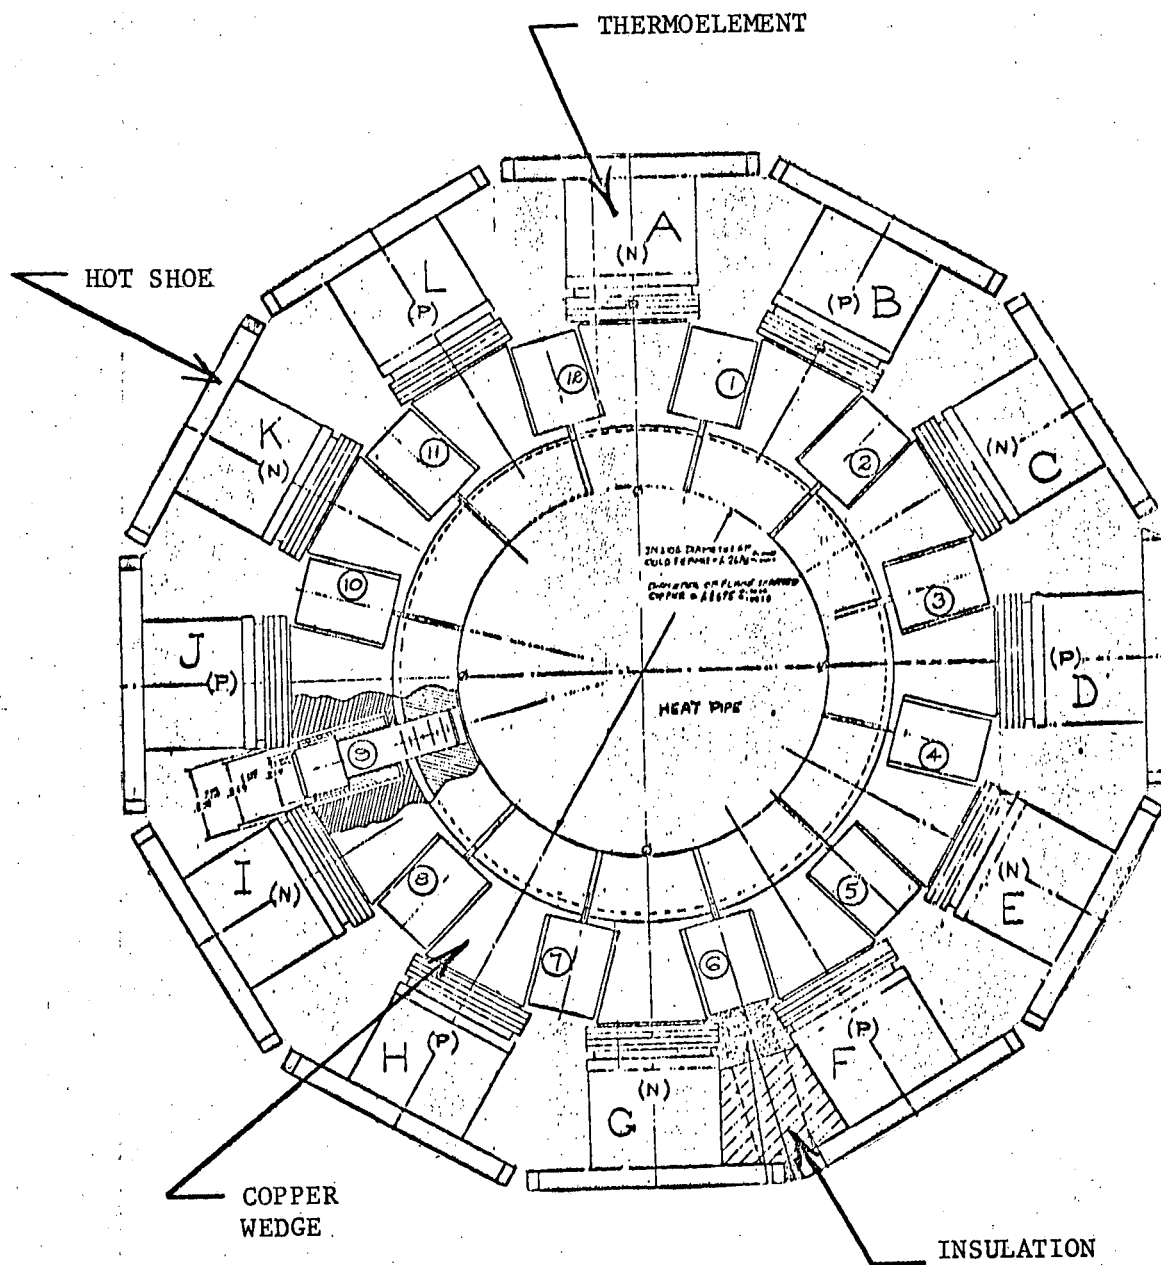 THERMOELEMENT
HOT SHOE
A
(N)
B
(P)
L
(P)
12
1
K
(N)
11
2
(N)
C
10
3
J
(P)
(P)
D
HEAT PIPE
9
4
I
(N)
8
5
(N)
E
7
6
H
(P)
F
(P)
G
(N)
COPPER
WEDGE
INSULATION